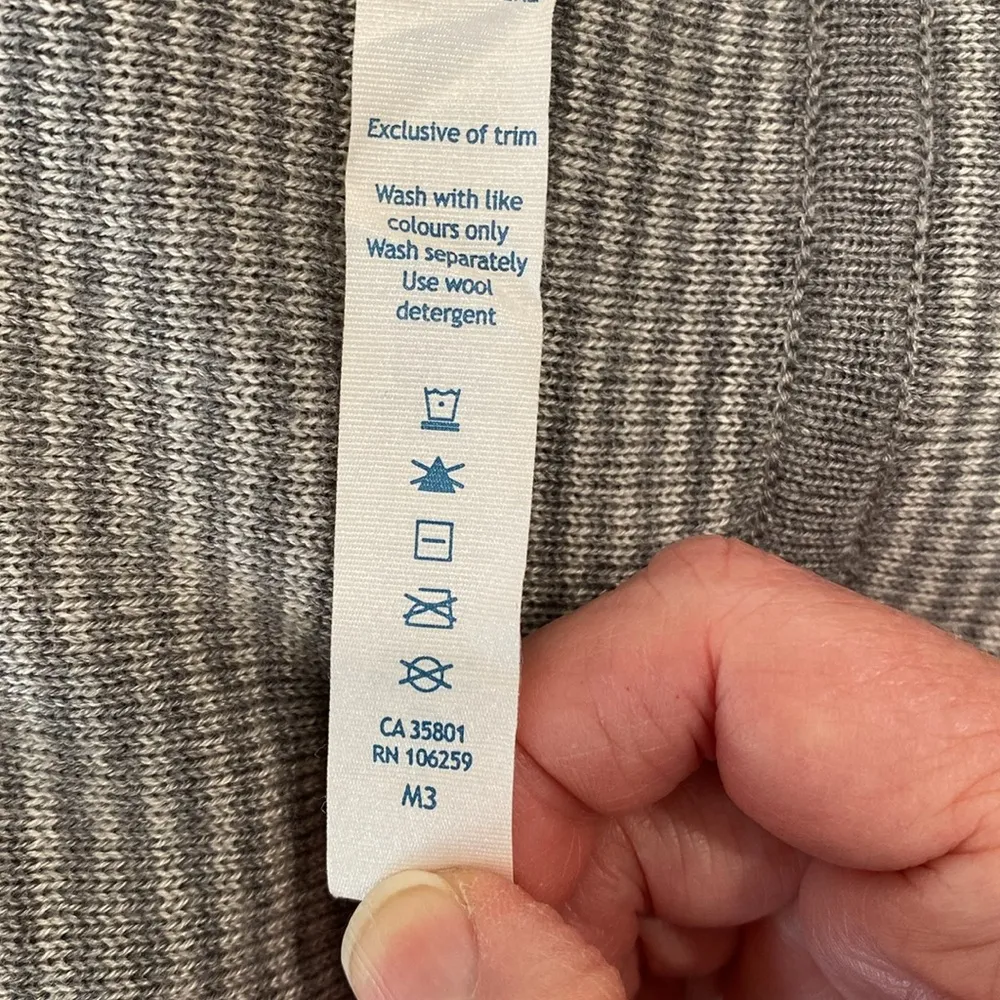 Exclusive of trim
Wash with like
colours only
Wash separately
Use wool
detergent
CA 35801
RN 106259
M3